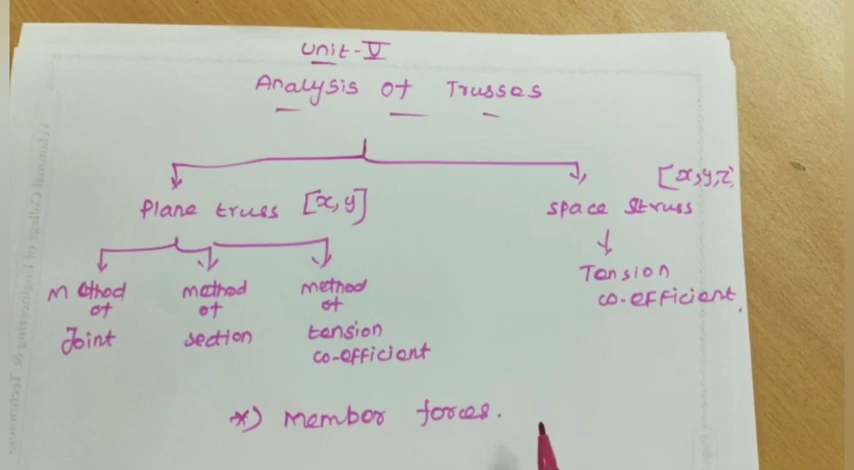 Unit-V
Analysis of Trusses
Plane truss [x,y]
[x,y,z]
space struss
method of Joint
method of section
method of tension co-efficient
Tension co-efficient.
*) member forces.